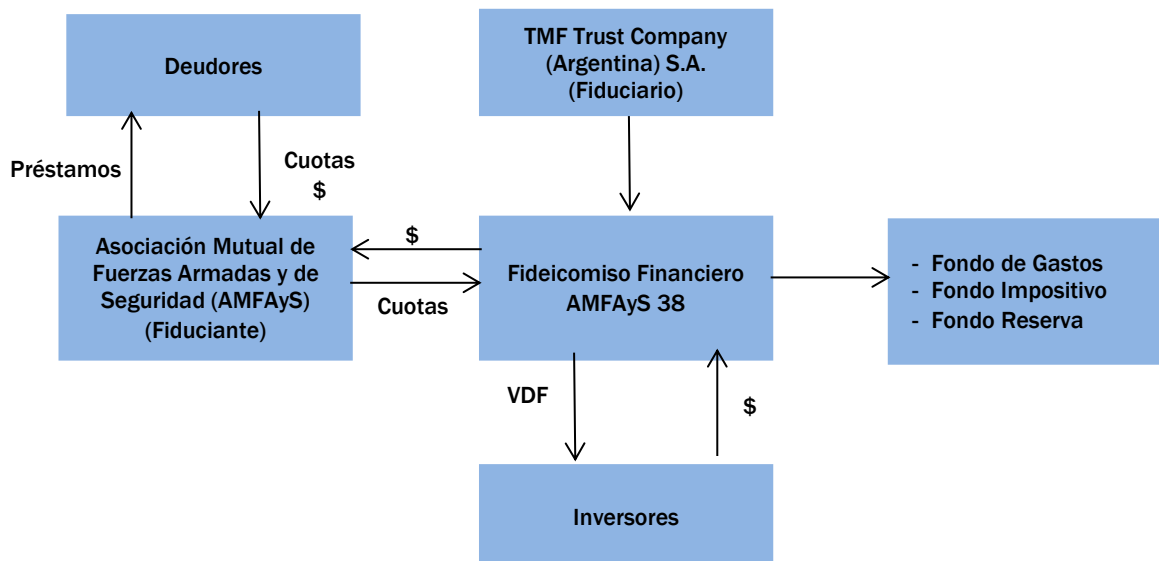 Deudores
TMF Trust Company
(Argentina) S.A.
(Fiduciario)
Préstamos
Cuotas
$
Asociación Mutual de
Fuerzas Armadas y de
Seguridad (AMFAyS)
(Fiduciante)
$
Cuotas
Fideicomiso Financiero
AMFAyS 38
- Fondo de Gastos
- Fondo Impositivo
- Fondo Reserva
VDF
$
Inversores